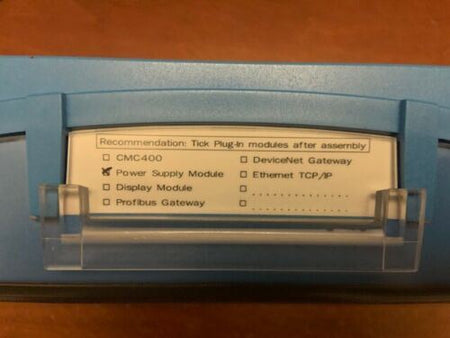 Recommendation: Tick Plug-In modules after assembly
CMC400
Power Supply Module
Display Module
Profibus Gateway
DeviceNet Gateway
Ethernet TCP/IP